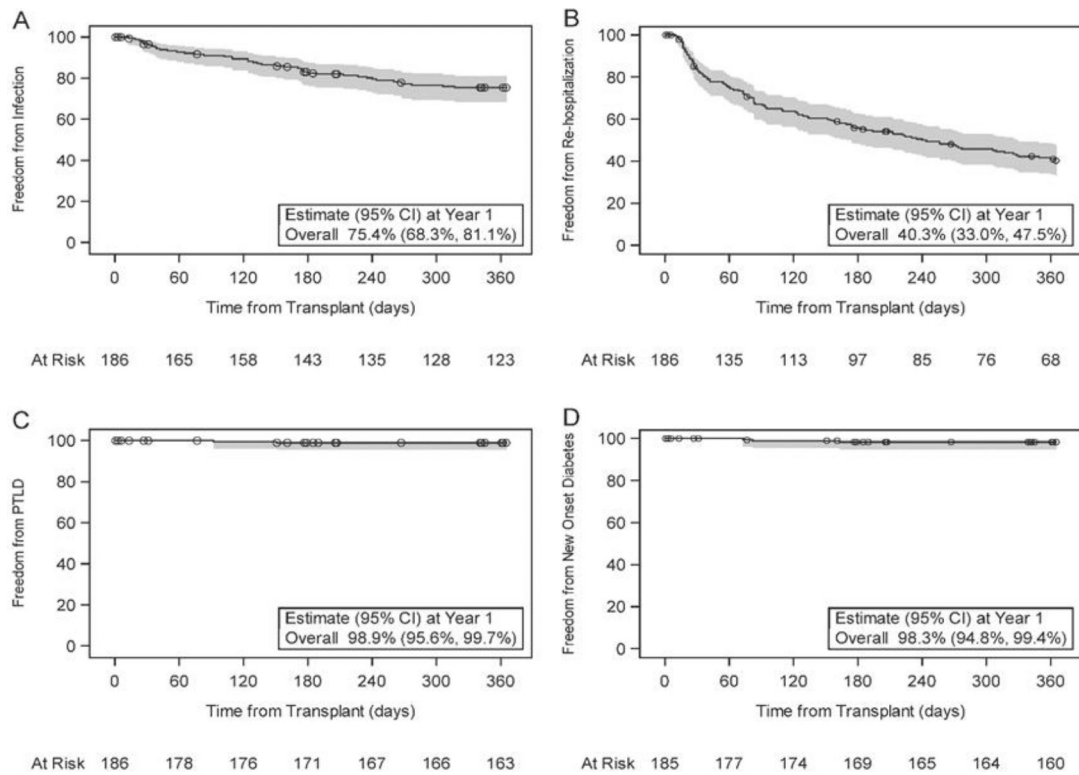 A
Freedom from Infection
100
80
60
40
20
0
Estimate (95% CI) at Year 1
Overall 75.4% (68.3%, 81.1%)
0 60 120 180 240 300 360
Time from Transplant (days)
At Risk 186 165 158 143 135 128 123
B
Freedom from Re-hospitalization
100
80
60
40
20
0
Estimate (95% CI) at Year 1
Overall 40.3% (33.0%, 47.5%)
0 60 120 180 240 300 360
Time from Transplant (days)
At Risk 186 135 113 97 85 76 68
C
Freedom from PTLD
100
80
60
40
20
0
Estimate (95% CI) at Year 1
Overall 98.9% (95.6%, 99.7%)
0 60 120 180 240 300 360
Time from Transplant (days)
At Risk 186 178 176 171 167 166 163
D
Freedom from New Onset Diabetes
100
80
60
40
20
0
Estimate (95% CI) at Year 1
Overall 98.3% (94.8%, 99.4%)
0 60 120 180 240 300 360
Time from Transplant (days)
At Risk 185 177 174 169 165 164 160